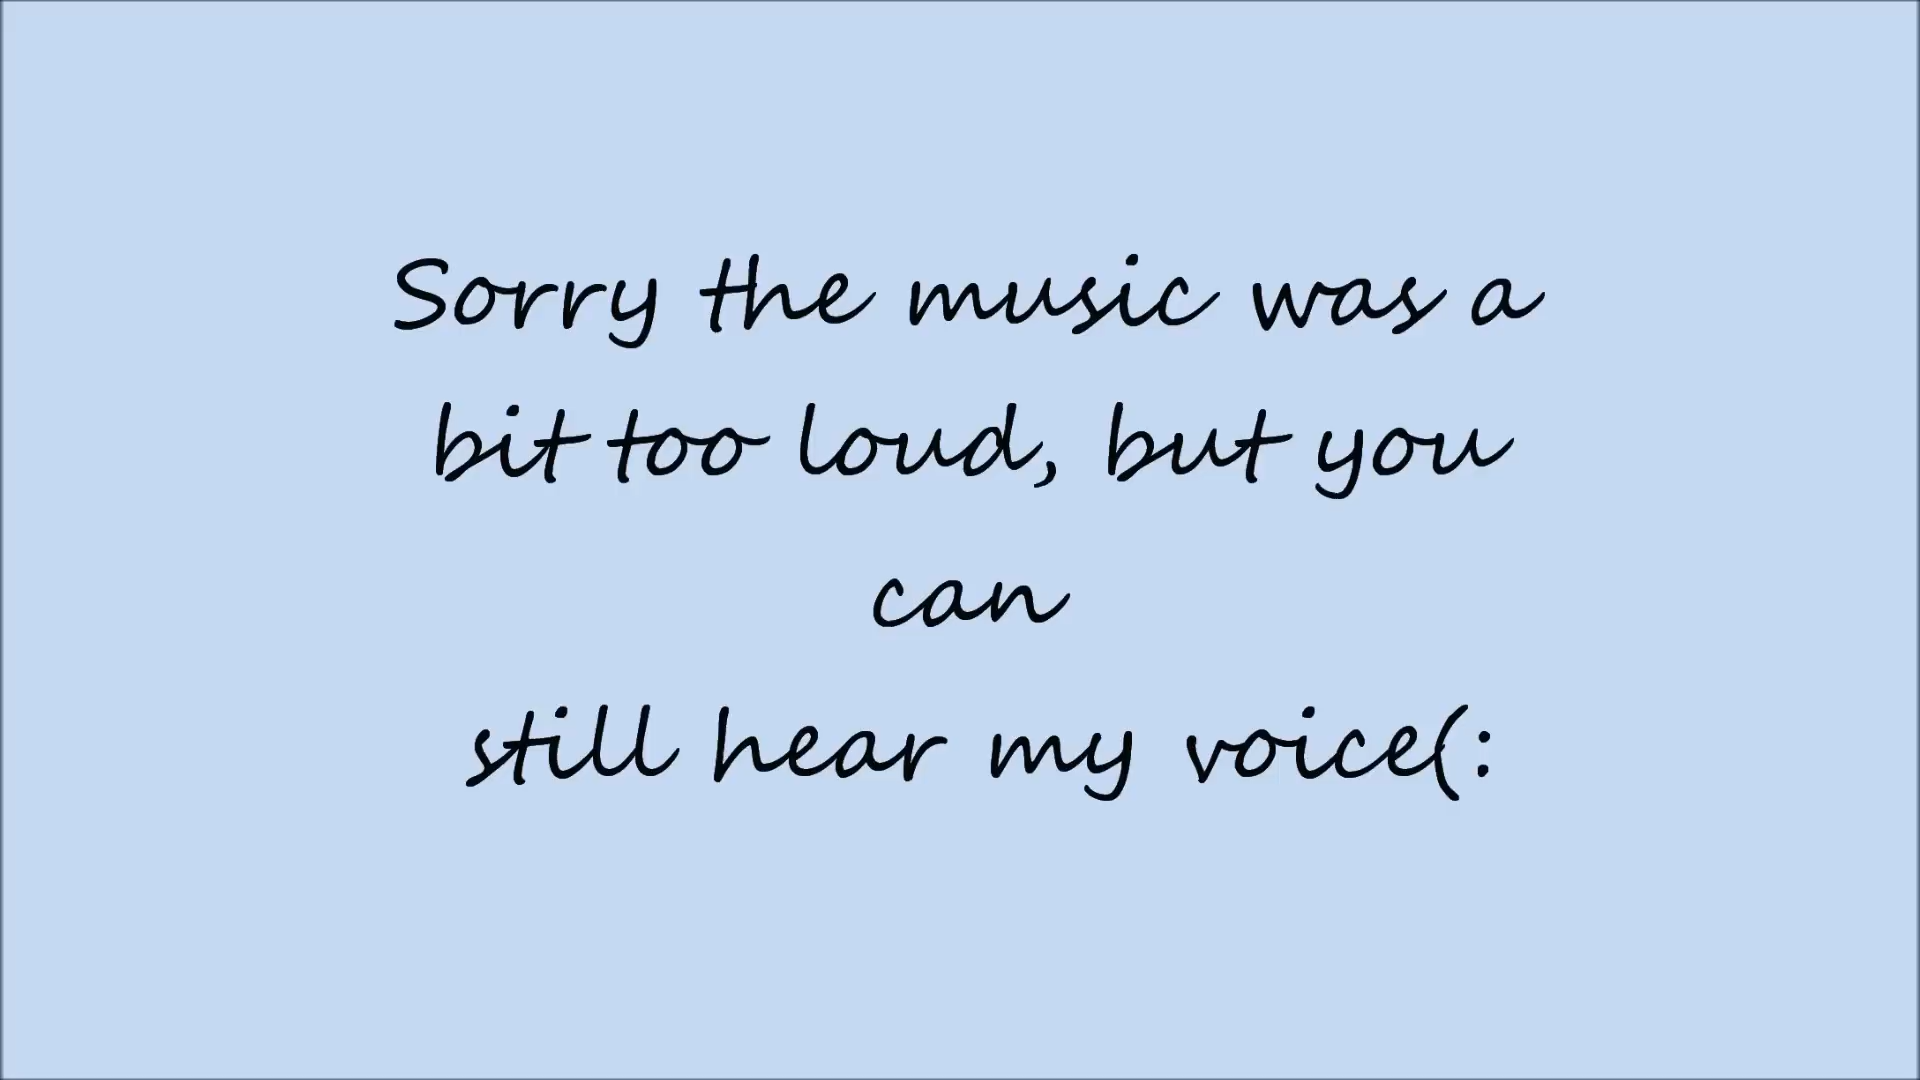 Sorry the music was a
bit too loud, but you
can
still hear my voice(: